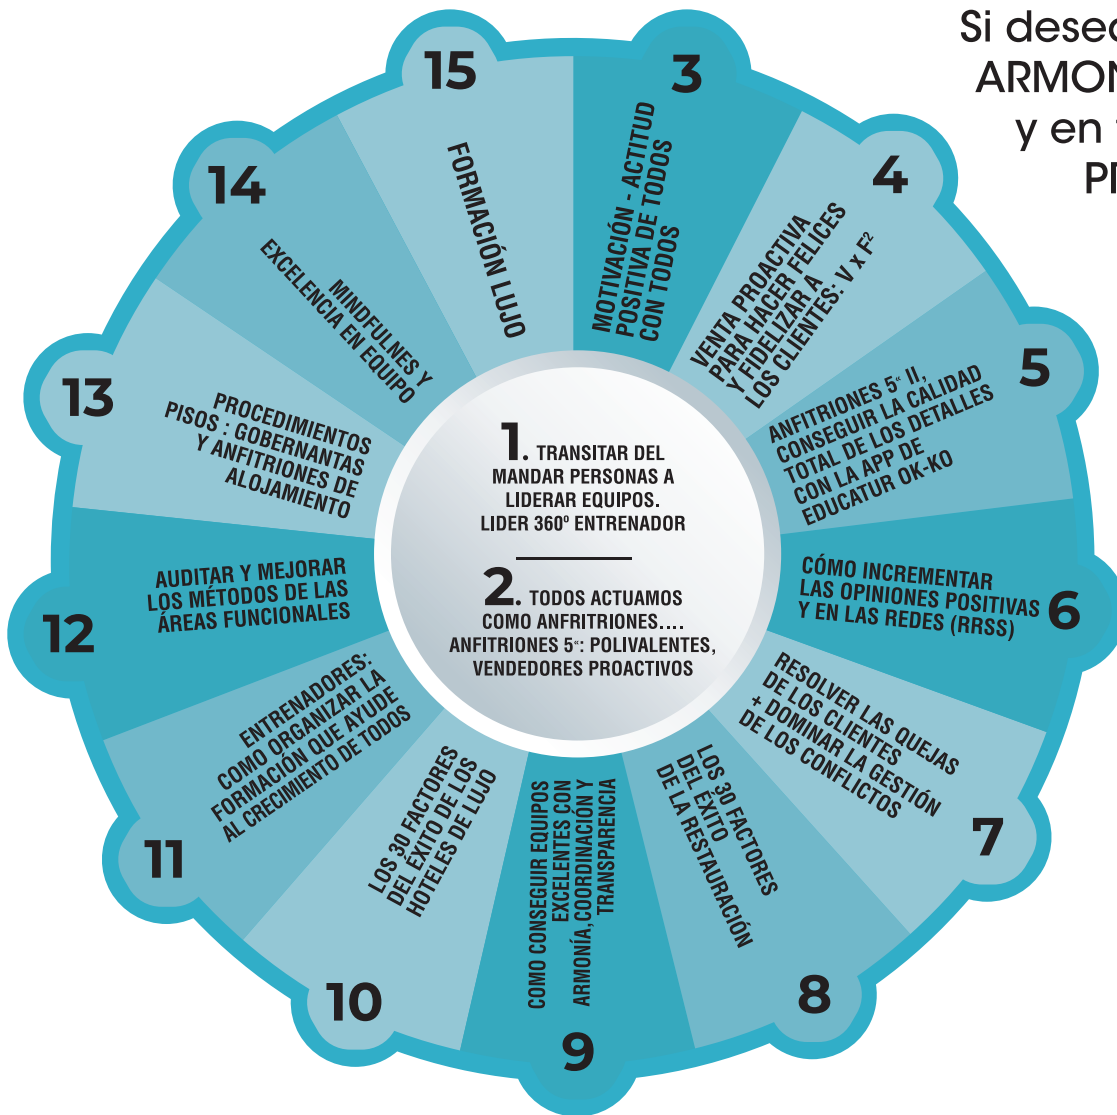 Si
ARMON
y en
1. TRANSITAR DEL
MANDAR PERSONAS A
LIDERAR EQUIPOS.
LIDER 360º ENTRENADOR
2. TODOS ACTUAMOS
COMO ANFRITRIONES....
ANFITRIONES 5*: POLIVALENTES,
VENDEDORES PROACTIVOS
3
MOTIVACIÓN - ACTITUD
POSITIVA DE TODOS
CON TODOS
4
VENTA PROACTIVA
PARA HACER FELICES
Y FIDELIZAR A
LOS CLIENTES: V x F²
5
ANFITRIONES 5* II,
CONSEGUIR LA CALIDAD
TOTAL DE LOS DETALLES
CON LA APP DE
EDUCATUR OK-KO
6
CÓMO INCREMENTAR
LAS OPINIONES POSITIVAS
Y EN LAS REDES (RRSS)
7
RESOLVER LAS QUEJAS
DE LOS CLIENTES
+ DOMINAR LA GESTIÓN
DE LOS CONFLICTOS
8
LOS 30 FACTORES
DEL ÉXITO
DE LA RESTAURACIÓN
9
COMO CONSEGUIR EQUIPOS
EXCELENTES CON
ARMONÍA,COORDINACIÓN Y
TRANSPARENCIA
10
LOS 30 FACTORES
DEL ÉXITO DE LOS
HOTELES DE LUJO
11
ENTRENADORES:
COMO ORGANIZAR LA
FORMACIÓN QUE AYUDE
AL CRECIMIENTO DE TODOS
12
AUDITAR Y MEJORAR
LOS MÉTODOS DE LAS
ÁREAS FUNCIONALES
13
PROCEDIMIENTOS
PISOS : GOBERNANTAS
Y ANFITRIONES DE
ALOJAMIENTO
14
MINDFULNES Y
EXCELENCIA EN EQUIPO
15
FORMACIÓN LUJO